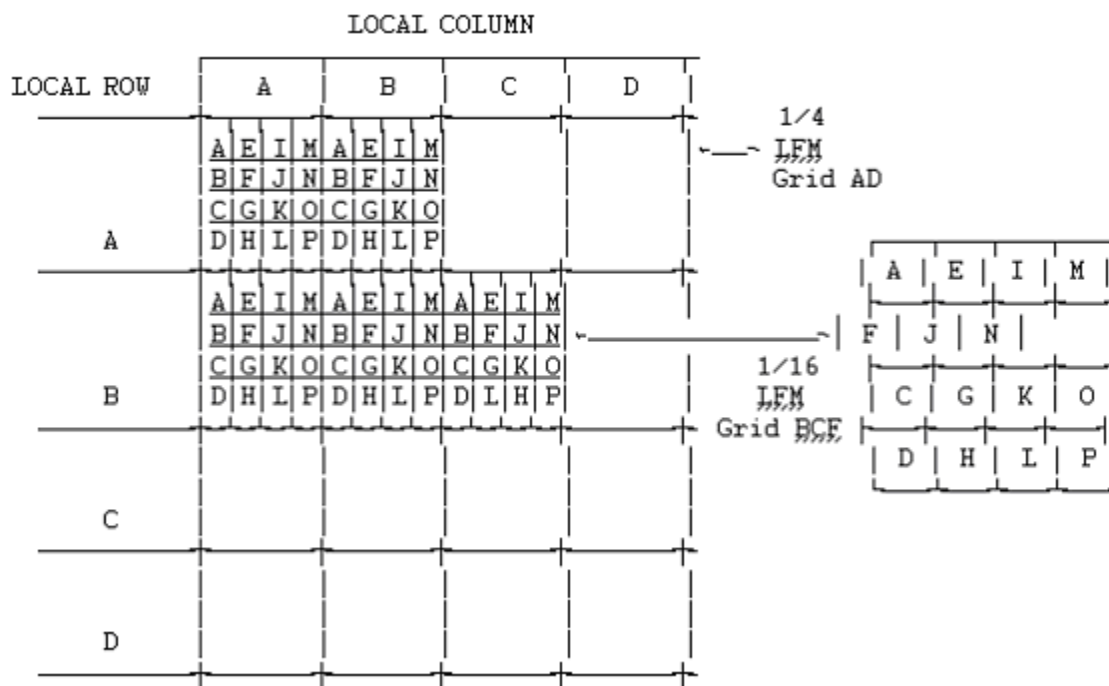 LOCAL COLUMN
LOCAL ROW A B C D
1/4
A E I M A E I M LFM
B F J N B F J N Grid AD
C G K O C G K O
A D H L P D H L P
A E I M
A E I M A E I M A E I M
B F J N B F J N B F J N F J N
C G K O C G K O C G K O 1/16
B D H L P D H L P D L H P LFM C G K O
Grid BCF
D H L P
C
D